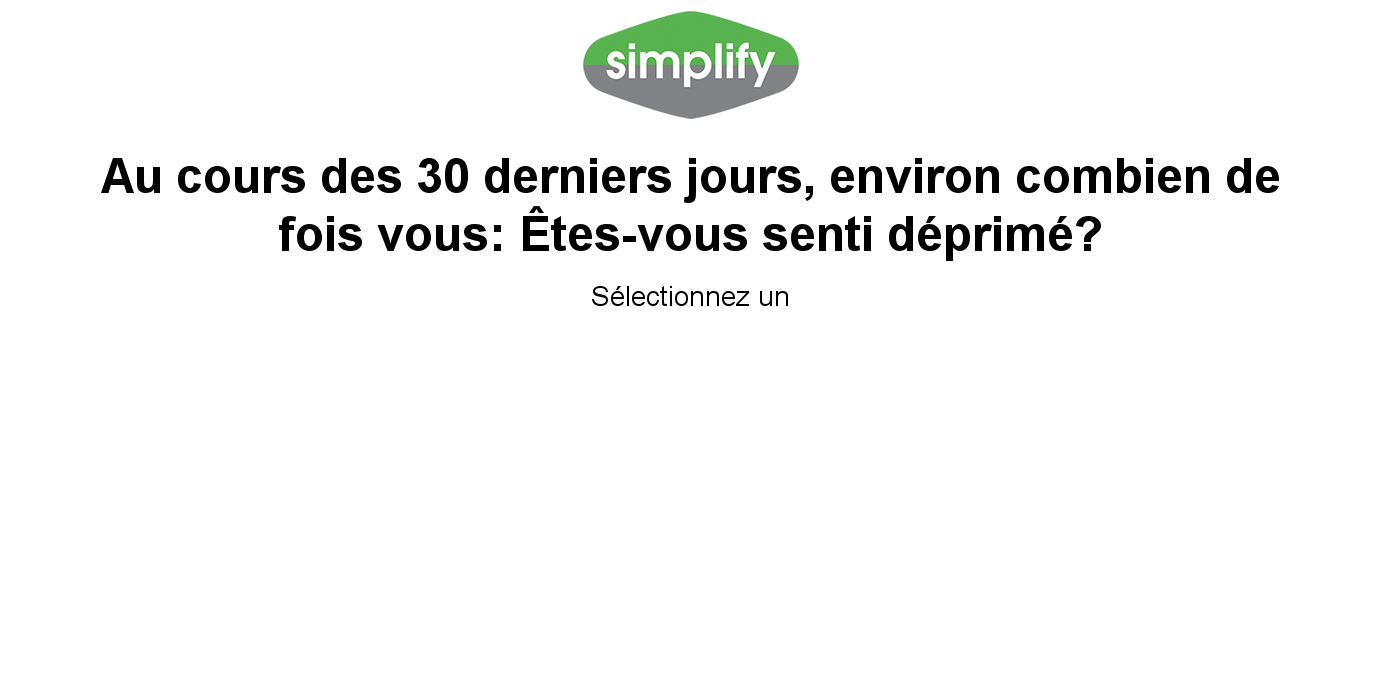 simplify
Au cours des 30 derniers jours, environ combien de
fois vous: Êtes-vous senti déprimé?
Sélectionnez un